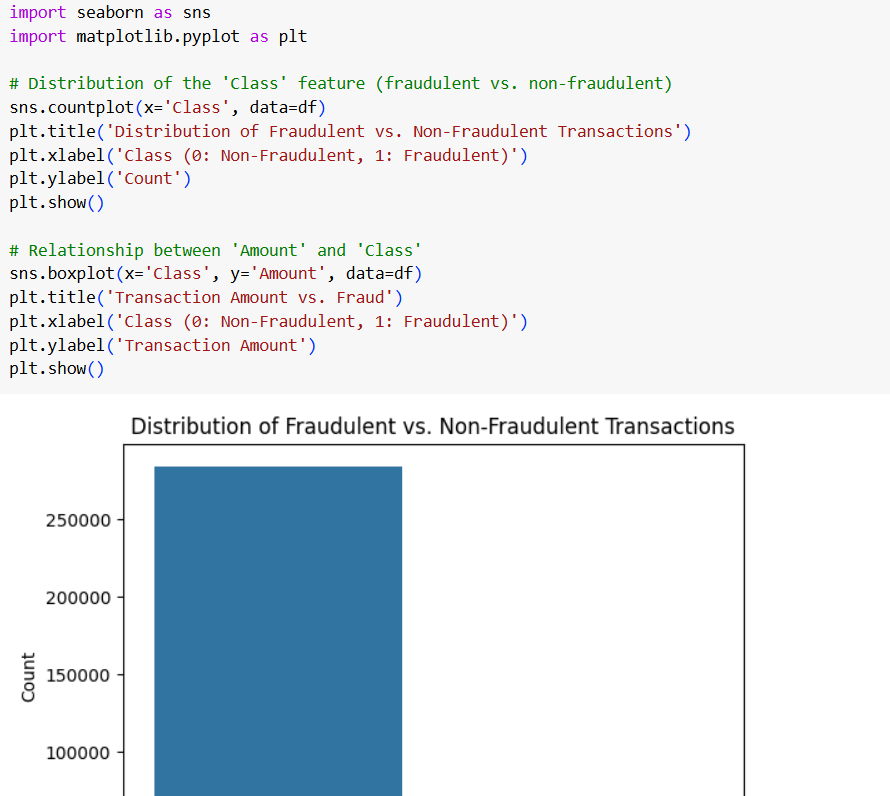 import seaborn as sns
import matplotlib.pyplot as plt
# Distribution of the 'Class' feature (fraudulent vs. non-fraudulent)
sns.countplot(x='Class', data=df)
plt.title('Distribution of Fraudulent vs. Non-Fraudulent Transactions')
plt.xlabel('Class (0: Non-Fraudulent, 1: Fraudulent)')
plt.ylabel('Count')
plt.show()
# Relationship between 'Amount' and 'Class'
sns.boxplot(x='Class', y='Amount', data=df)
plt.title('Transaction Amount vs. Fraud')
plt.xlabel('Class (0: Non-Fraudulent, 1: Fraudulent)')
plt.ylabel('Transaction Amount')
plt.show()
Distribution of Fraudulent vs. Non-Fraudulent Transactions
250000
200000
150000
100000
Count